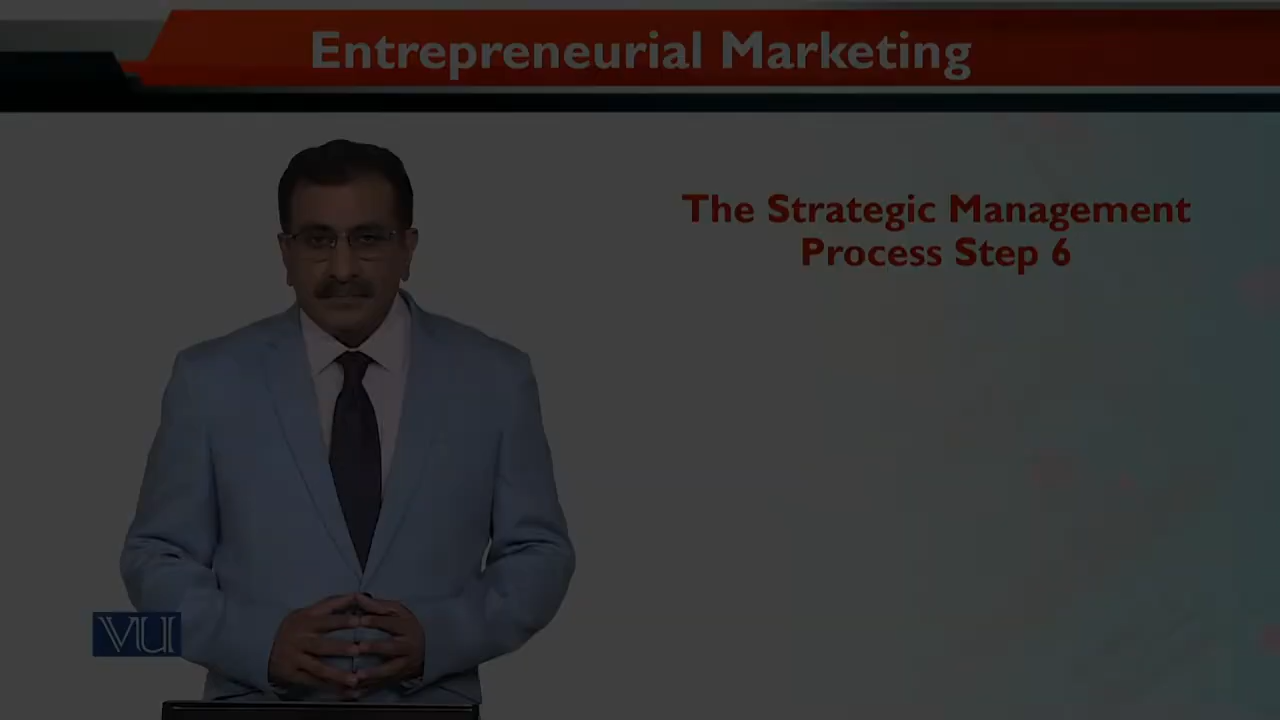 Entrepreneurial Marketing
The Strategic Management
Process Step 6
VU